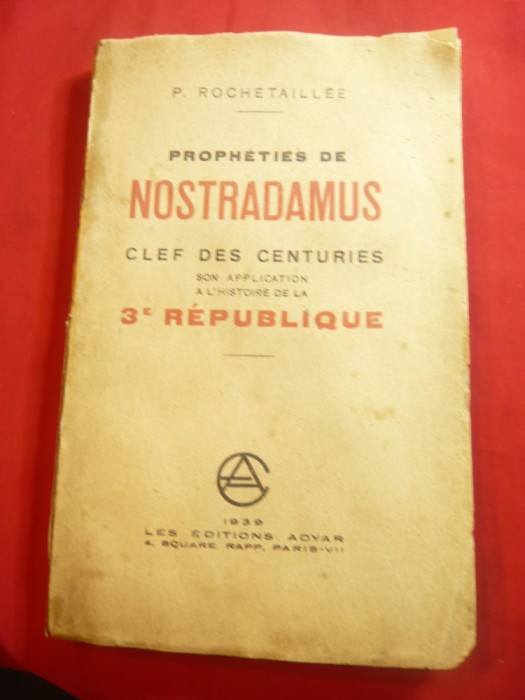 P. ROCHETAILLÉE
PROPHÉTIES DE
NOSTRADAMUS
CLEF DES CENTURIES
SON APPLICATION
A L'HISTOIRE DE LA
3E RÉPUBLIQUE
1939
LES ÉDITIONS ADYAR
4, SQUARE RAPP, PARIS-VII